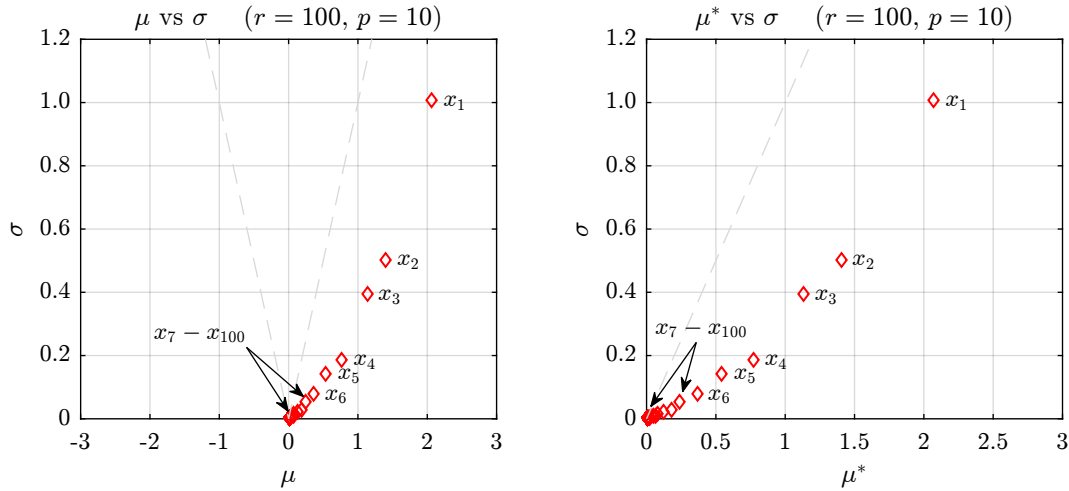 μ vs σ (r = 100, p = 10)
1.2
1.0
0.8
0.6
0.4
0.2
0
σ
x₁
x₂
x₃
x₄
x₅
x₆
x₇ − x₁₀₀
-3
-2
-1
0
1
2
3
μ
μ* vs σ (r = 100, p = 10)
1.2
1.0
0.8
0.6
0.4
0.2
0
σ
x₁
x₂
x₃
x₄
x₅
x₆
x₇ − x₁₀₀
0
0.5
1
1.5
2
2.5
3
μ*